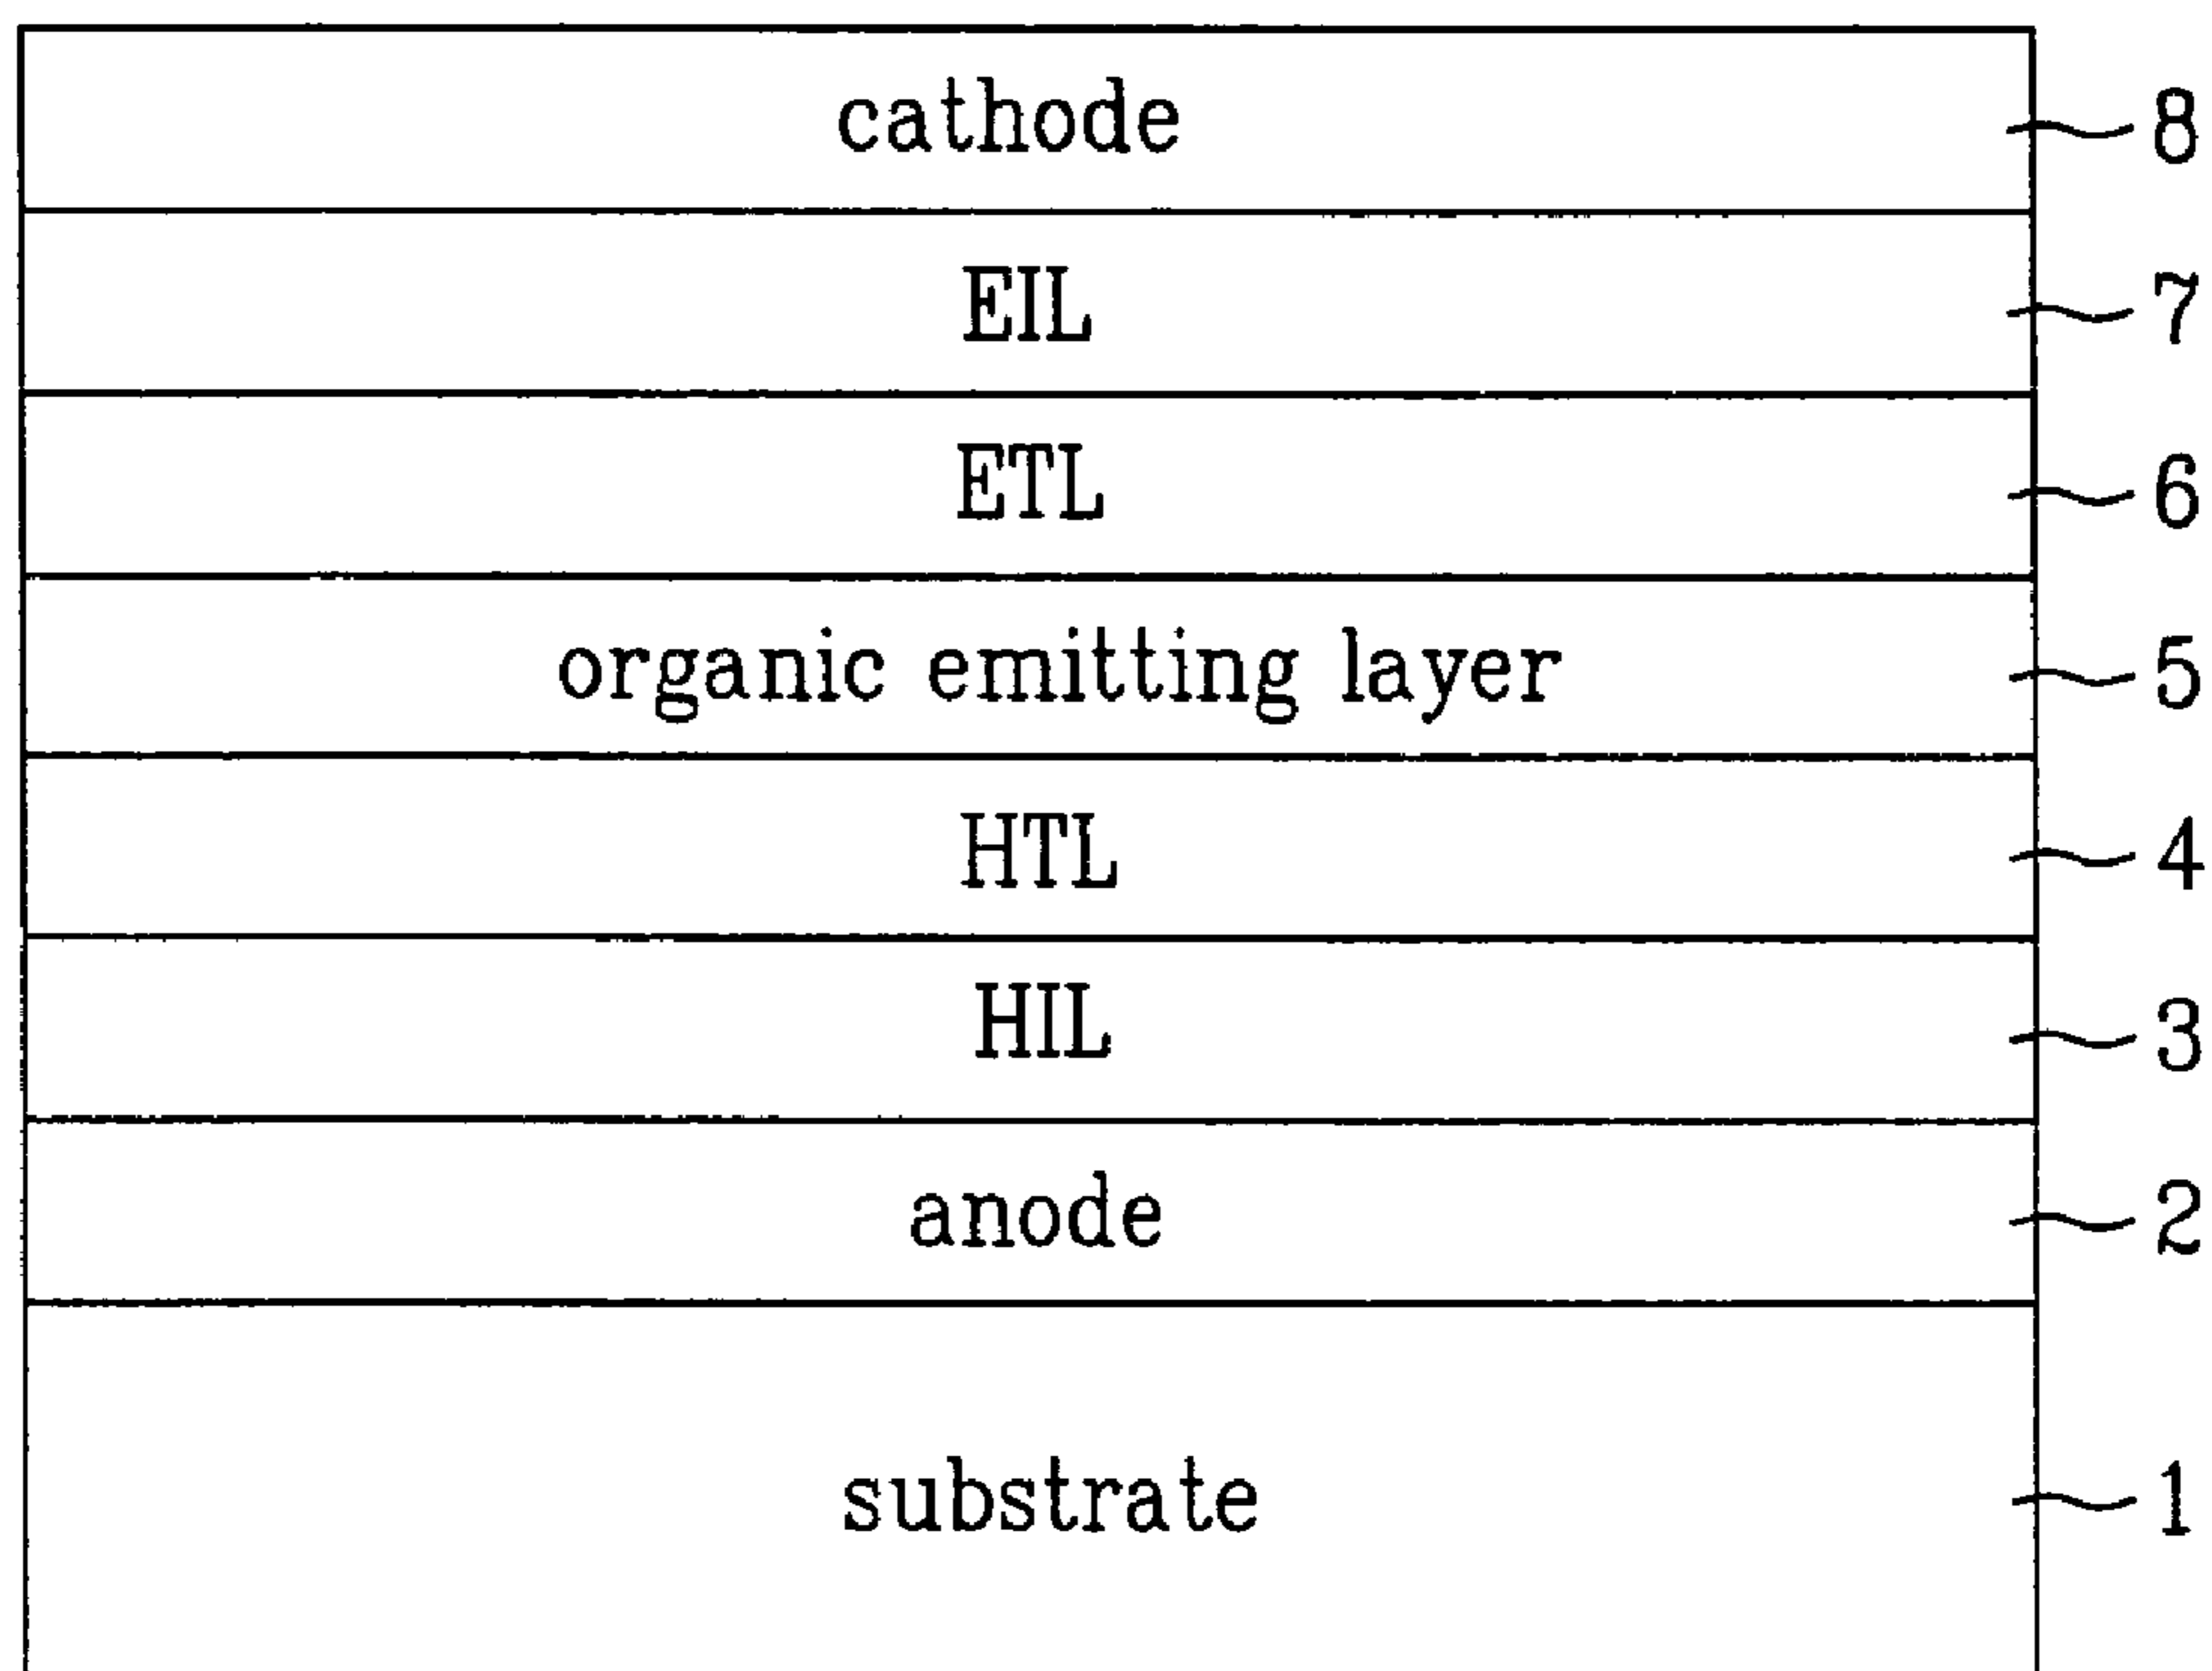 cathode 8
EIL 7
ETL 6
organic emitting layer 5
HTL 4
HIL 3
anode 2
substrate 1